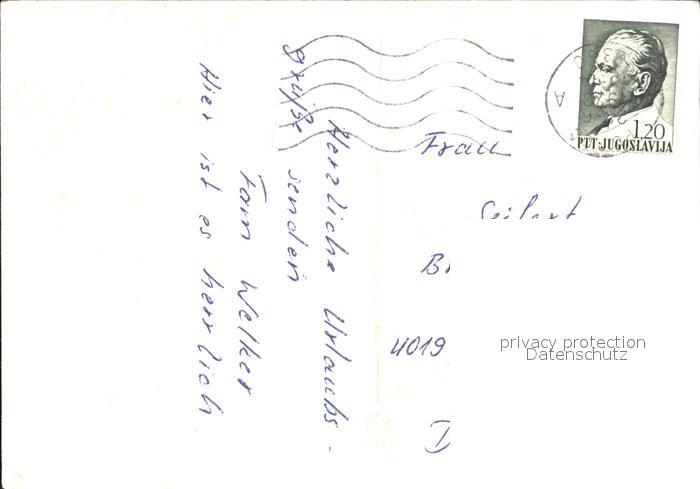 Herzliche Urlaubs-
grüße
senden
Fam Welker
Hier ist es herrlich.
Frau
4019
1.20
PTT·JUGOSLAVIJA
A
privacy protection
Datenschutz